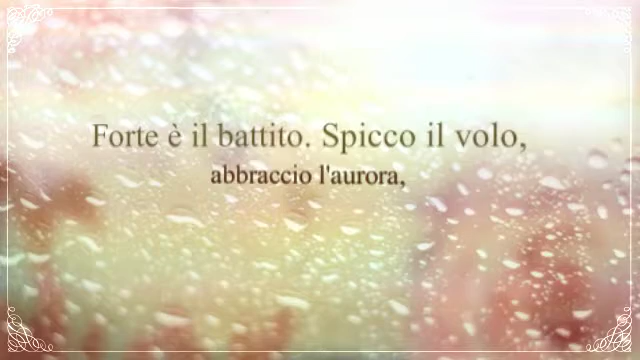 Forte è il battito. Spicco il volo,
abbraccio l'aurora,